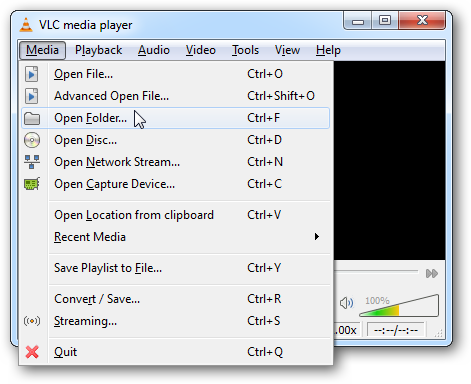 VLC media player
Media Playback Audio Video Tools View Help
Open File... Ctrl+O
Advanced Open File... Ctrl+Shift+O
Open Folder... Ctrl+F
Open Disc... Ctrl+D
Open Network Stream... Ctrl+N
Open Capture Device... Ctrl+C
Open Location from clipboard Ctrl+V
Recent Media
Save Playlist to File... Ctrl+Y
Convert / Save... Ctrl+R
100%
Streaming... Ctrl+S
.00x --:--/--:--
Quit Ctrl+Q